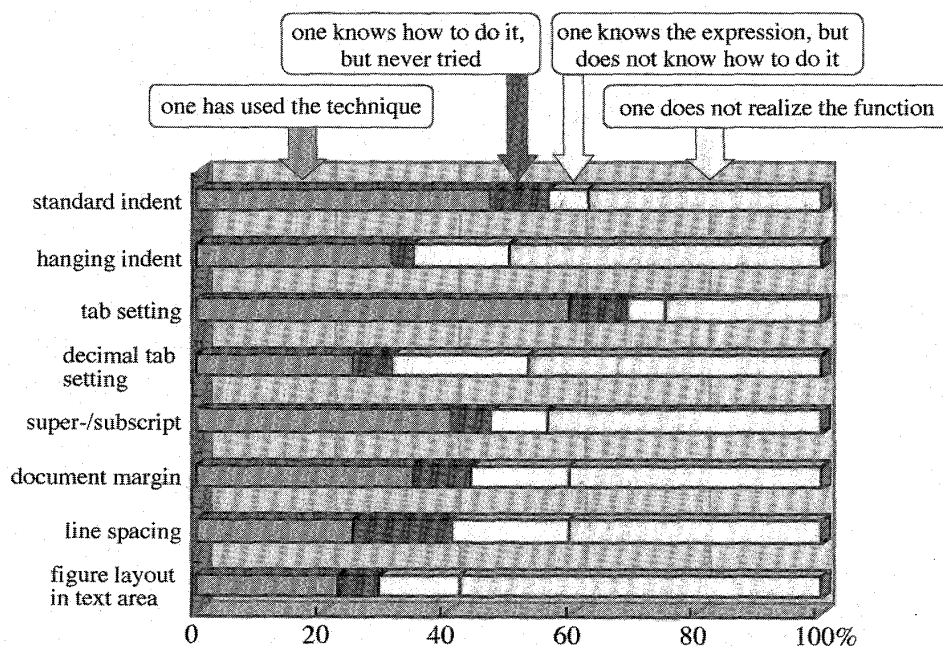 one knows how to do it,
but never tried
one knows the expression, but
does not know how to do it
one has used the technique
one does not realize the function
standard indent
hanging indent
tab setting
decimal tab
setting
super-/subscript
document margin
line spacing
figure layout
in text area
0 20 40 60 80 100%